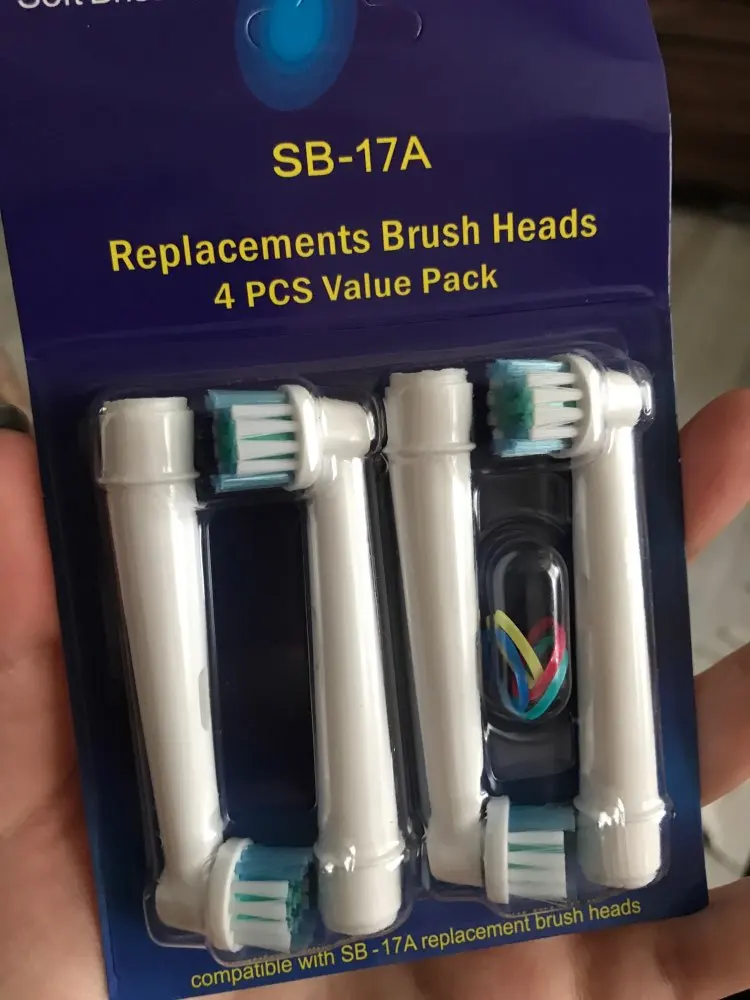 SB-17A
Replacements Brush Heads
4 PCS Value Pack
compatible with SB -17A replacement brush heads